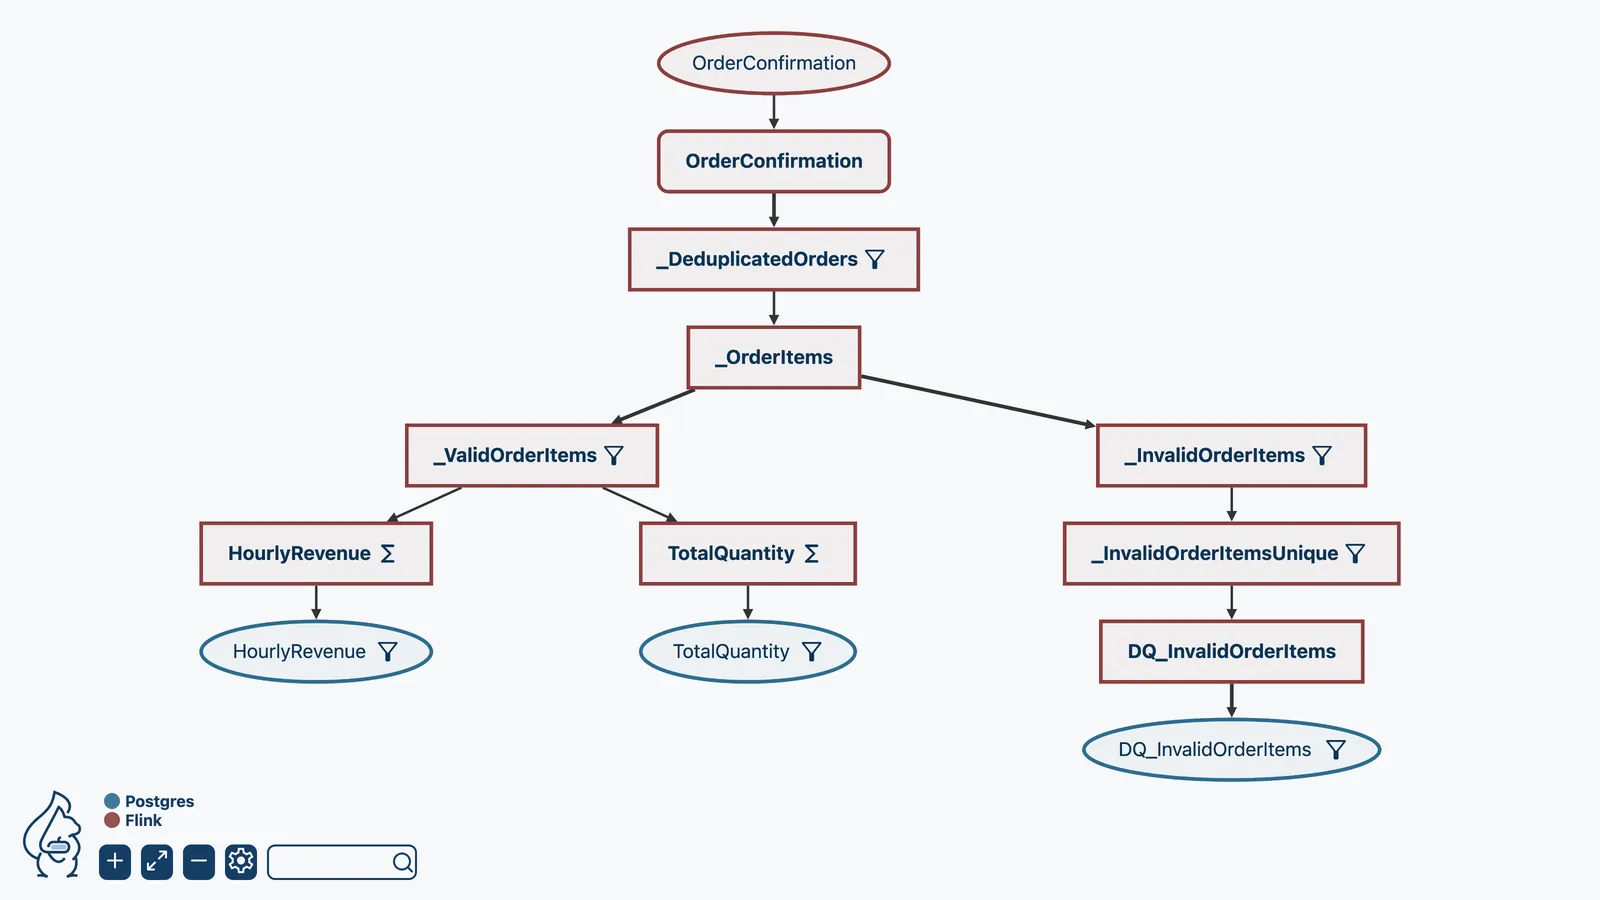 OrderConfirmation
OrderConfirmation
_DeduplicatedOrders
_OrderItems
_ValidOrderItems
_InvalidOrderItems
HourlyRevenue Σ
TotalQuantity Σ
_InvalidOrderItemsUnique
HourlyRevenue
TotalQuantity
DQ_InvalidOrderItems
DQ_InvalidOrderItems
Postgres
Flink